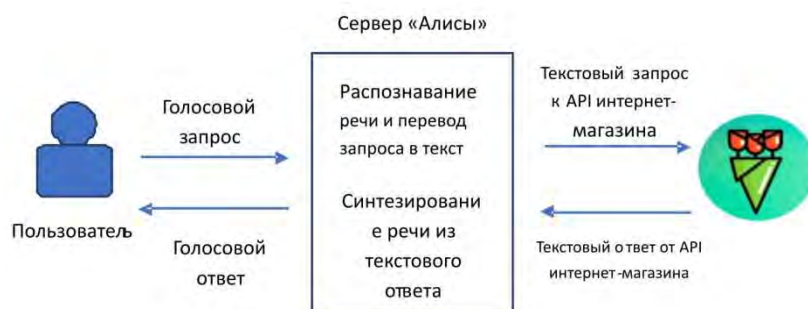 Сервер «Алисы»
Голосовой
запрос
Пользователь
Голосовой
ответ
Распознавание
речи и перевод
запроса в текст
Синтезировани
е речи из
текстового
ответа
Текстовый запрос
к API интернет-
магазина
Текстовый ответ от API
интернет-магазина